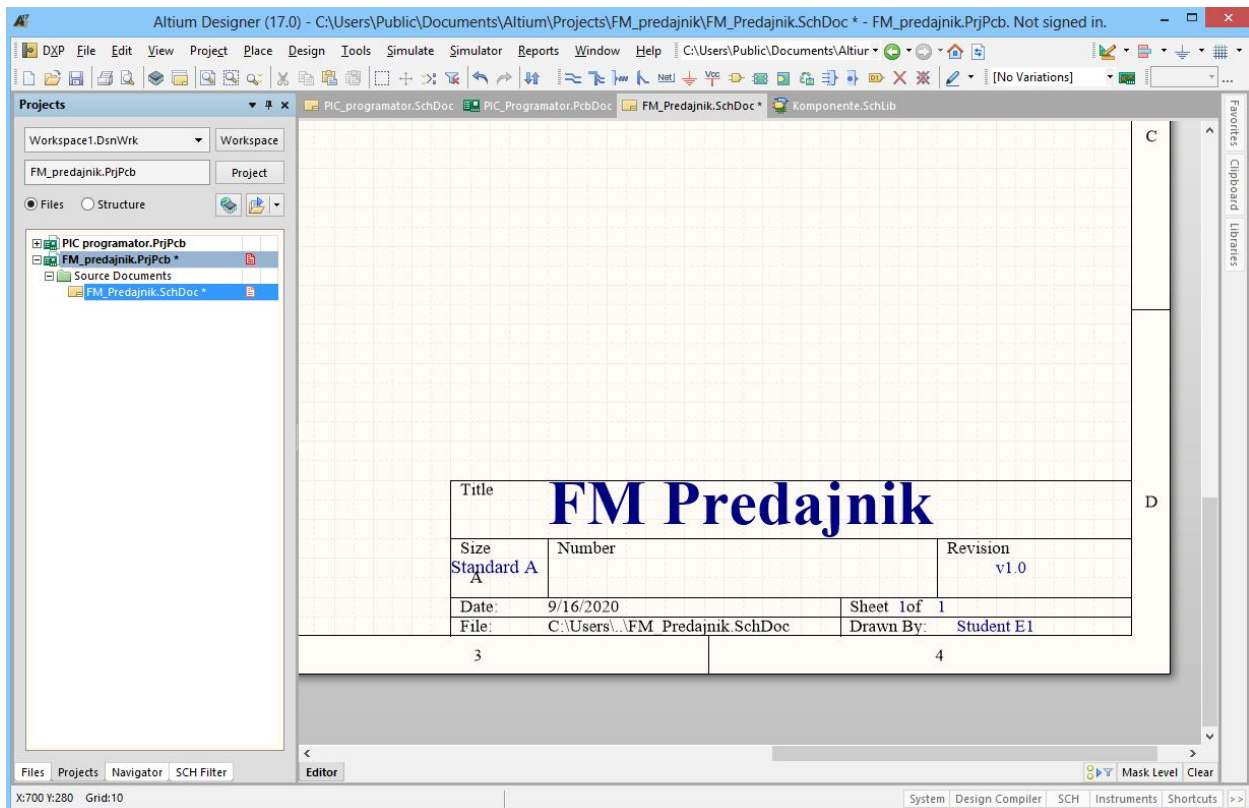 Altium Designer (17.0) - C:\Users\Public\Documents\Altium\Projects\FM_predajnik\FM_Predajnik.SchDoc * - FM_predajnik.PrjPcb. Not signed in.
DXP File Edit View Project Place Design Tools Simulate Simulator Reports Window Help C:\Users\Public\Documents\Altiur
[No Variations] ...
Projects
PIC_programator.SchDoc PIC_Programator.PcbDoc FM_Predajnik.SchDoc * Komponente.SchLib
Workspace1.DsnWrk Workspace
FM_predajnik.PrjPcb Project
Files Structure
PIC programator.PrjPcb
FM_predajnik.PrjPcb *
Source Documents
FM_Predajnik.SchDoc *
Favorites
Clipboard
Libraries
C
D
Title FM Predajnik
Size Number Revision
Standard A v1.0
A
Date: 9/16/2020 Sheet 1of 1
File: C:\Users\..\FM_Predajnik.SchDoc Drawn By: Student E1
3 4
Files Projects Navigator SCH Filter Editor Mask Level Clear
X:700 Y:280 Grid:10 System Design Compiler SCH Instruments Shortcuts >>